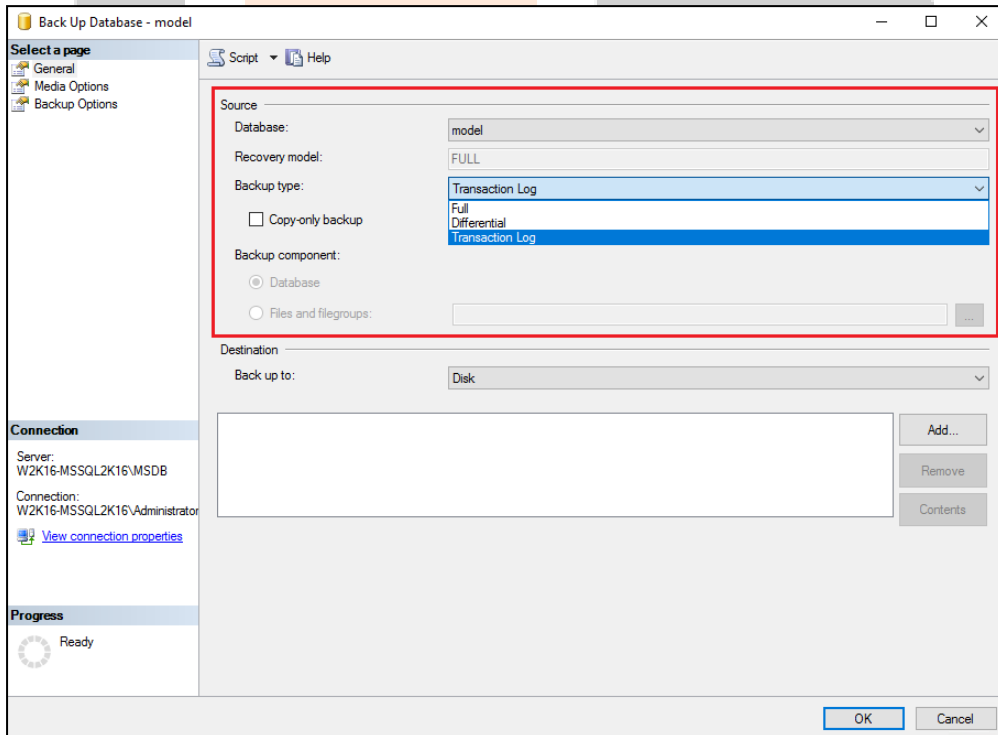 Back Up Database - model
Select a page
General
Media Options
Backup Options
Script
Help
Source
Database:
model
Recovery model:
FULL
Backup type:
Transaction Log
Full
Differential
Transaction Log
Copy-only backup
Backup component:
Database
Files and filegroups:
...
Destination
Back up to:
Disk
Add...
Remove
Contents
Connection
Server:
W2K16-MSSQL2K16\MSDB
Connection:
W2K16-MSSQL2K16\Administrator
View connection properties
Progress
Ready
OK
Cancel